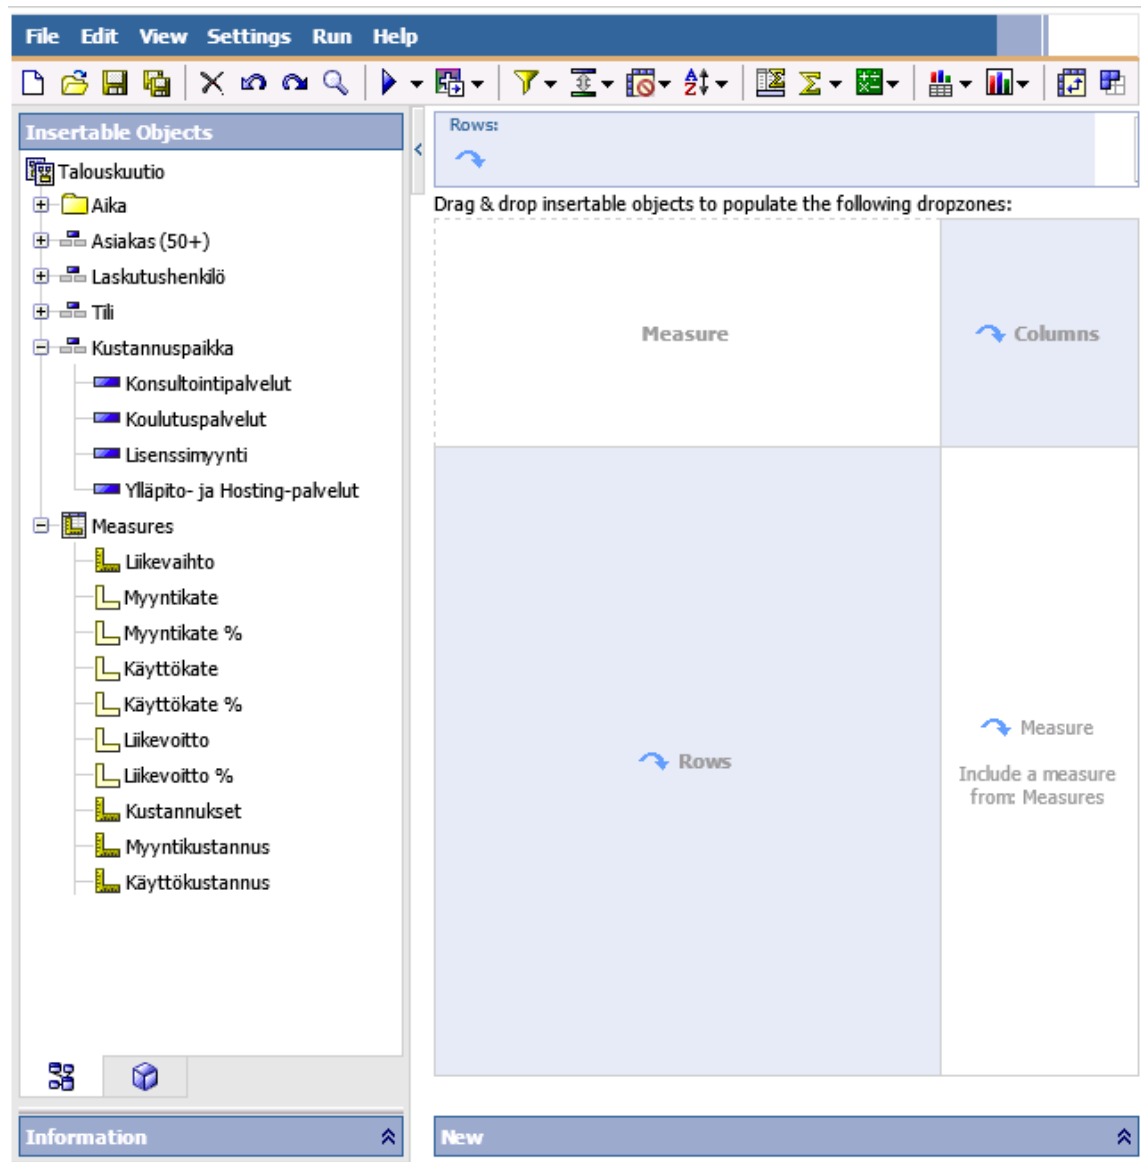 File Edit View Settings Run Help
Insertable Objects
Talouskuutio
Aika
Asiakas (50+)
Laskutushenkilö
Tili
Kustannuspaikka
Konsultointipalvelut
Koulutuspalvelut
Lisenssimyynti
Ylläpito- ja Hosting-palvelut
Measures
Liikevaihto
Myyntikate
Myyntikate %
Käyttökate
Käyttökate %
Liikevoitto
Liikevoitto %
Kustannukset
Myyntikustannus
Käyttökustannus
Information
Rows:
Drag & drop insertable objects to populate the following dropzones:
Measure
Columns
Rows
Measure
Include a measure
from: Measures
New